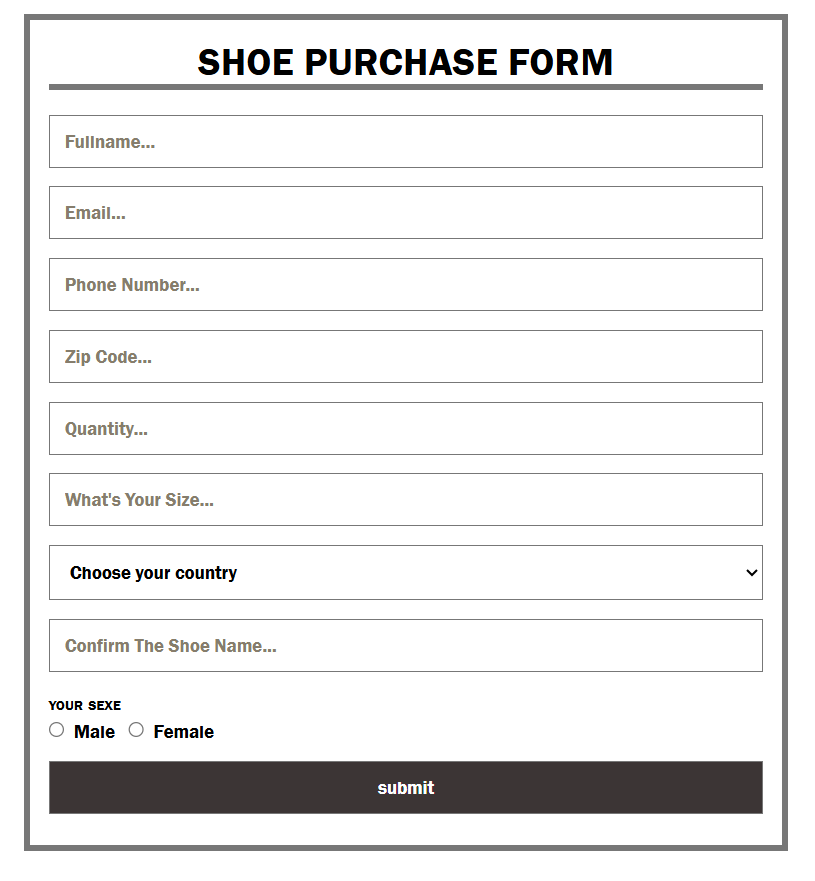 SHOE PURCHASE FORM
Fullname...
Email...
Phone Number...
Zip Code...
Quantity...
What's Your Size...
Choose your country
Confirm The Shoe Name...
YOUR SEXE
Male Female
submit